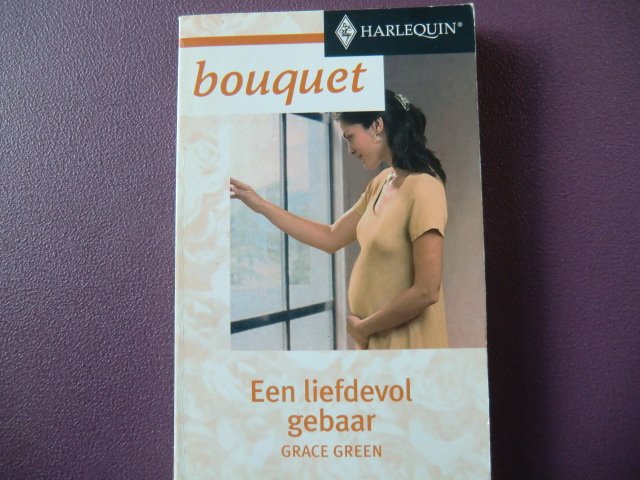 HARLEQUIN®
bouquet
Een liefdevol
gebaar
GRACE GREEN